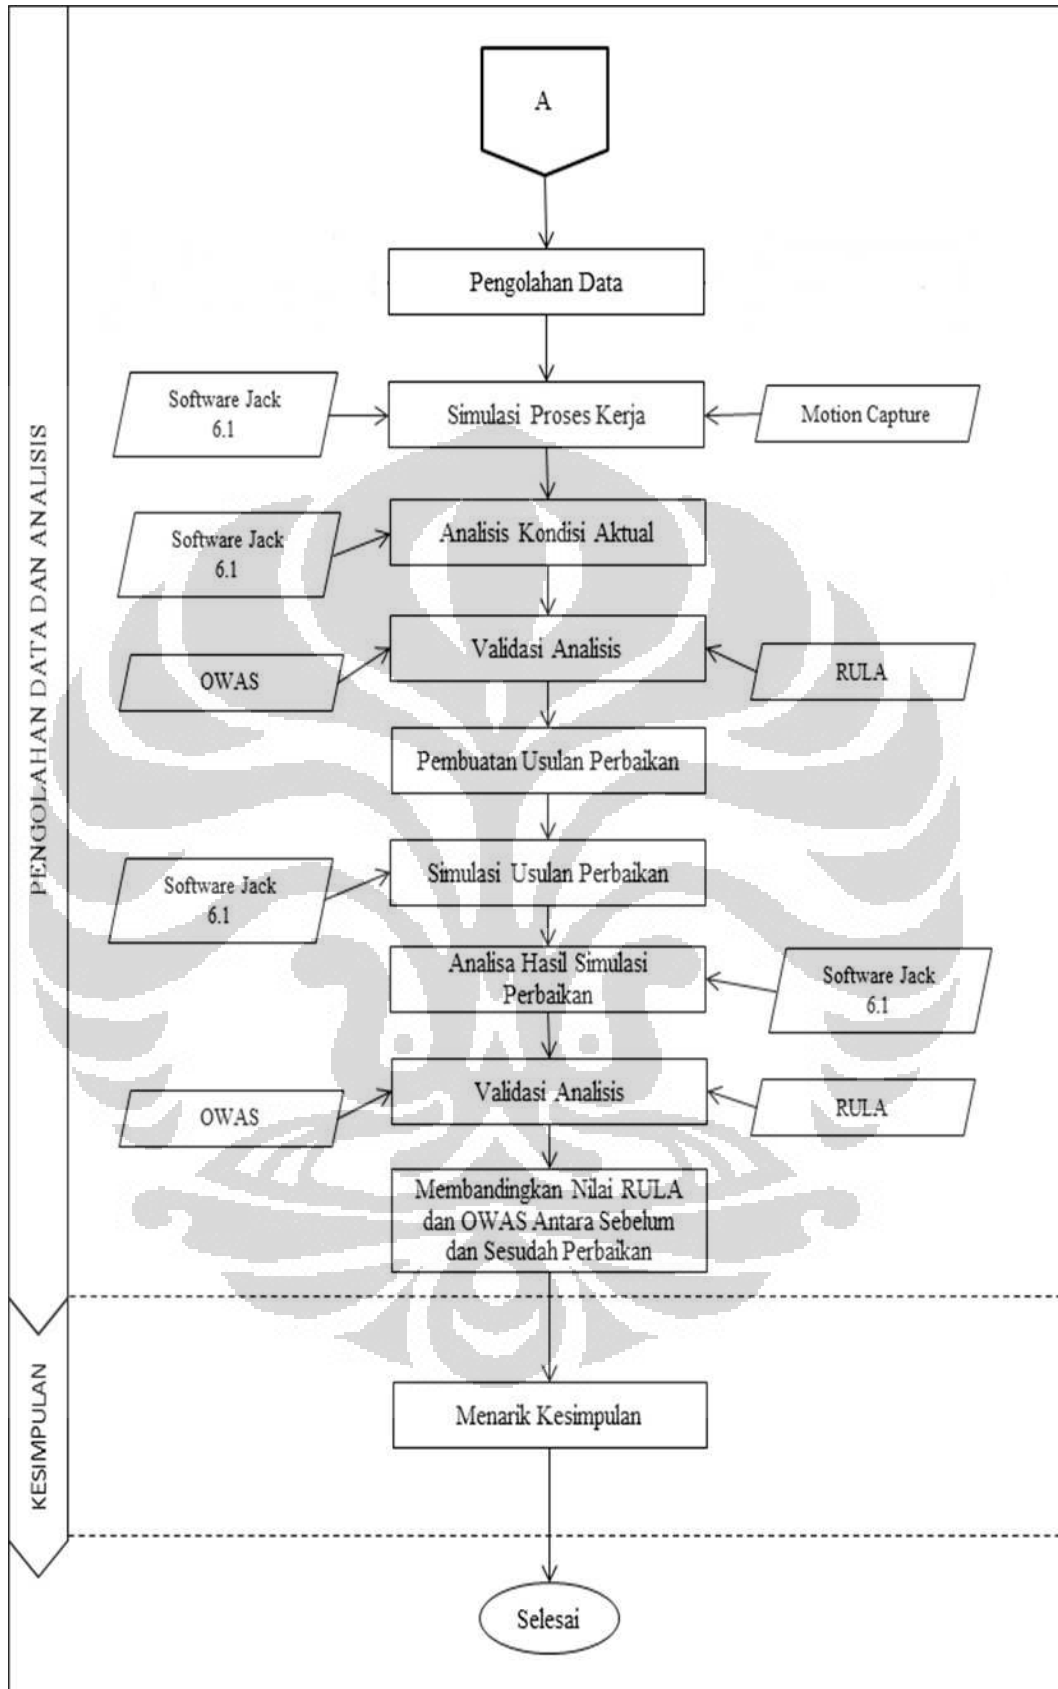 A
Pengolahan Data
Software Jack
6.1
Simulasi Proses Kerja
Motion Capture
Software Jack
6.1
Analisis Kondisi Aktual
OWAS
Validasi Analisis
RULA
Pembuatan Usulan Perbaikan
Software Jack
6.1
Simulasi Usulan Perbaikan
Analisa Hasil Simulasi
Perbaikan
Software Jack
6.1
OWAS
Validasi Analisis
RULA
Membandingkan Nilai RULA
dan OWAS Antara Sebelum
dan Sesudah Perbaikan
PENGOLAHAN DATA DAN ANALISIS
Menarik Kesimpulan
KESIMPULAN
Selesai